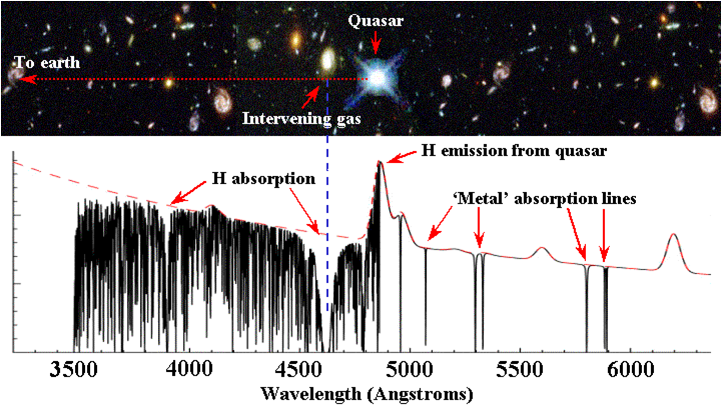 Quasar
To earth
Intervening gas
H emission from quasar
H absorption
‘Metal’ absorption lines
3500 4000 4500 5000 5500 6000
Wavelength (Angstroms)